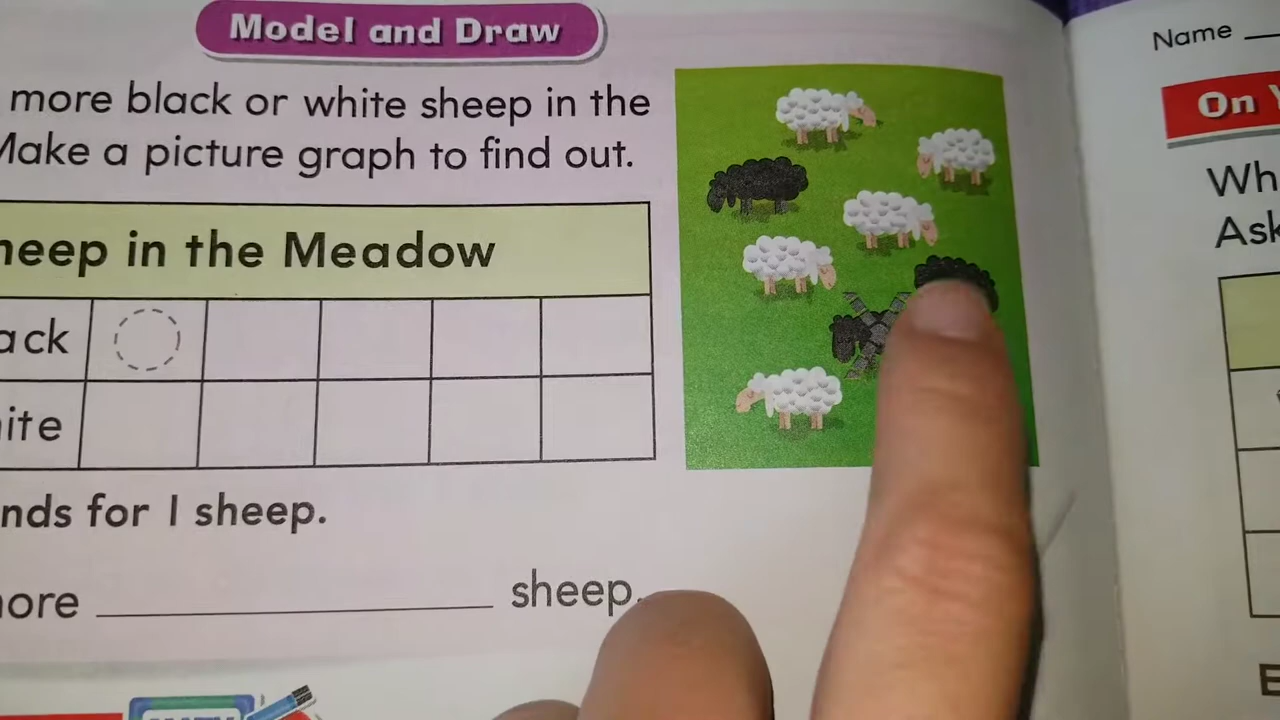 Model and Draw
more black or white sheep in the
Make a picture graph to find out.
heep in the Meadow
ack
ite
nds for 1 sheep.
ore sheep.
Name
On Y
Wh
Ask